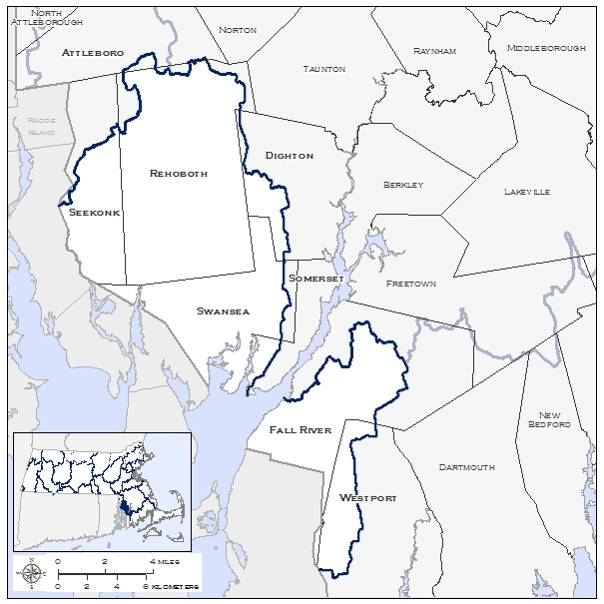 North
Attleborough
Norton
Raynham
Middleborough
Attleboro
Taunton
Rhode
Island
Dighton
Rehoboth
Berkley
Lakeville
Seekonk
Somerset
Freetown
Swansea
Fall River
New
Bedford
Dartmouth
Westport
0 2 4 Miles
0 2 4 6 Kilometers